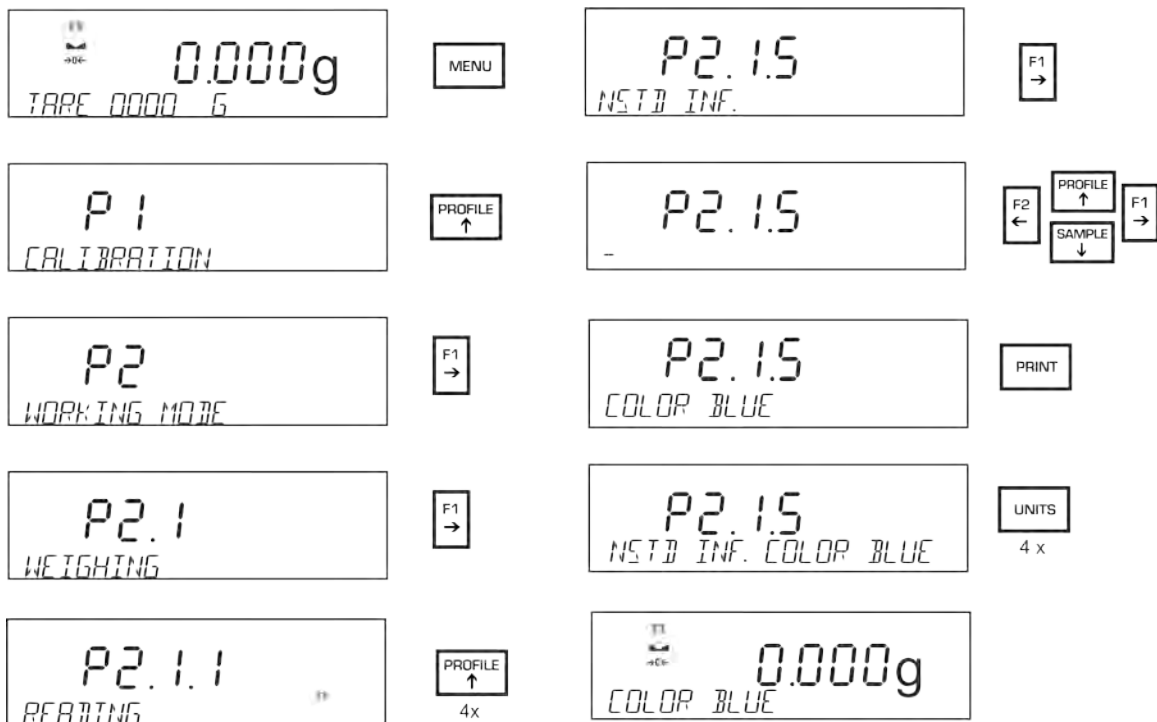 0.000g
TARE 0000 G
MENU
P1
CALIBRATION
PROFILE
↑
P2
WORKING MODE
F1
→
P2.1
WEIGHING
F1
→
P2.1.1
READING
PROFILE
↑
4x
P2.1.5
NSTD INF.
F1
→
P2.1.5
_
F2
←
PROFILE
↑
SAMPLE
↓
F1
→
P2.1.5
COLOR BLUE
PRINT
P2.1.5
NSTD INF. COLOR BLUE
UNITS
4 x
0.000g
COLOR BLUE